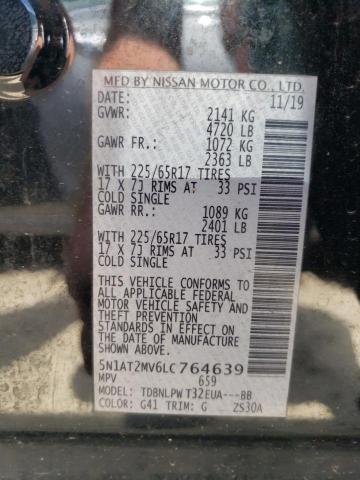 MFD BY NISSAN MOTOR CO., LTD.
DATE: 11/19
GVWR: 2141 KG
4720 LB
GAWR FR: 1072 KG
2363 LB
WITH 225/65R17 TIRES
17 X 7J RIMS AT 33 PSI
COLD SINGLE
GAWR RR: 1089 KG
2401 LB
WITH 225/65R17 TIRES
17 X 7J RIMS AT 33 PSI
COLD SINGLE
THIS VEHICLE CONFORMS TO
ALL APPLICABLE FEDERAL
MOTOR VEHICLE SAFETY AND
THEFT PREVENTION
STANDARDS IN EFFECT ON
THE DATE OF MANUFACTURE
SHOWN ABOVE.
5N1AT2MV6LC764639
MPV 659
MODEL: TDBNLPW T32EUA---BB
COLOR: G41 TRIM: G ZS30A